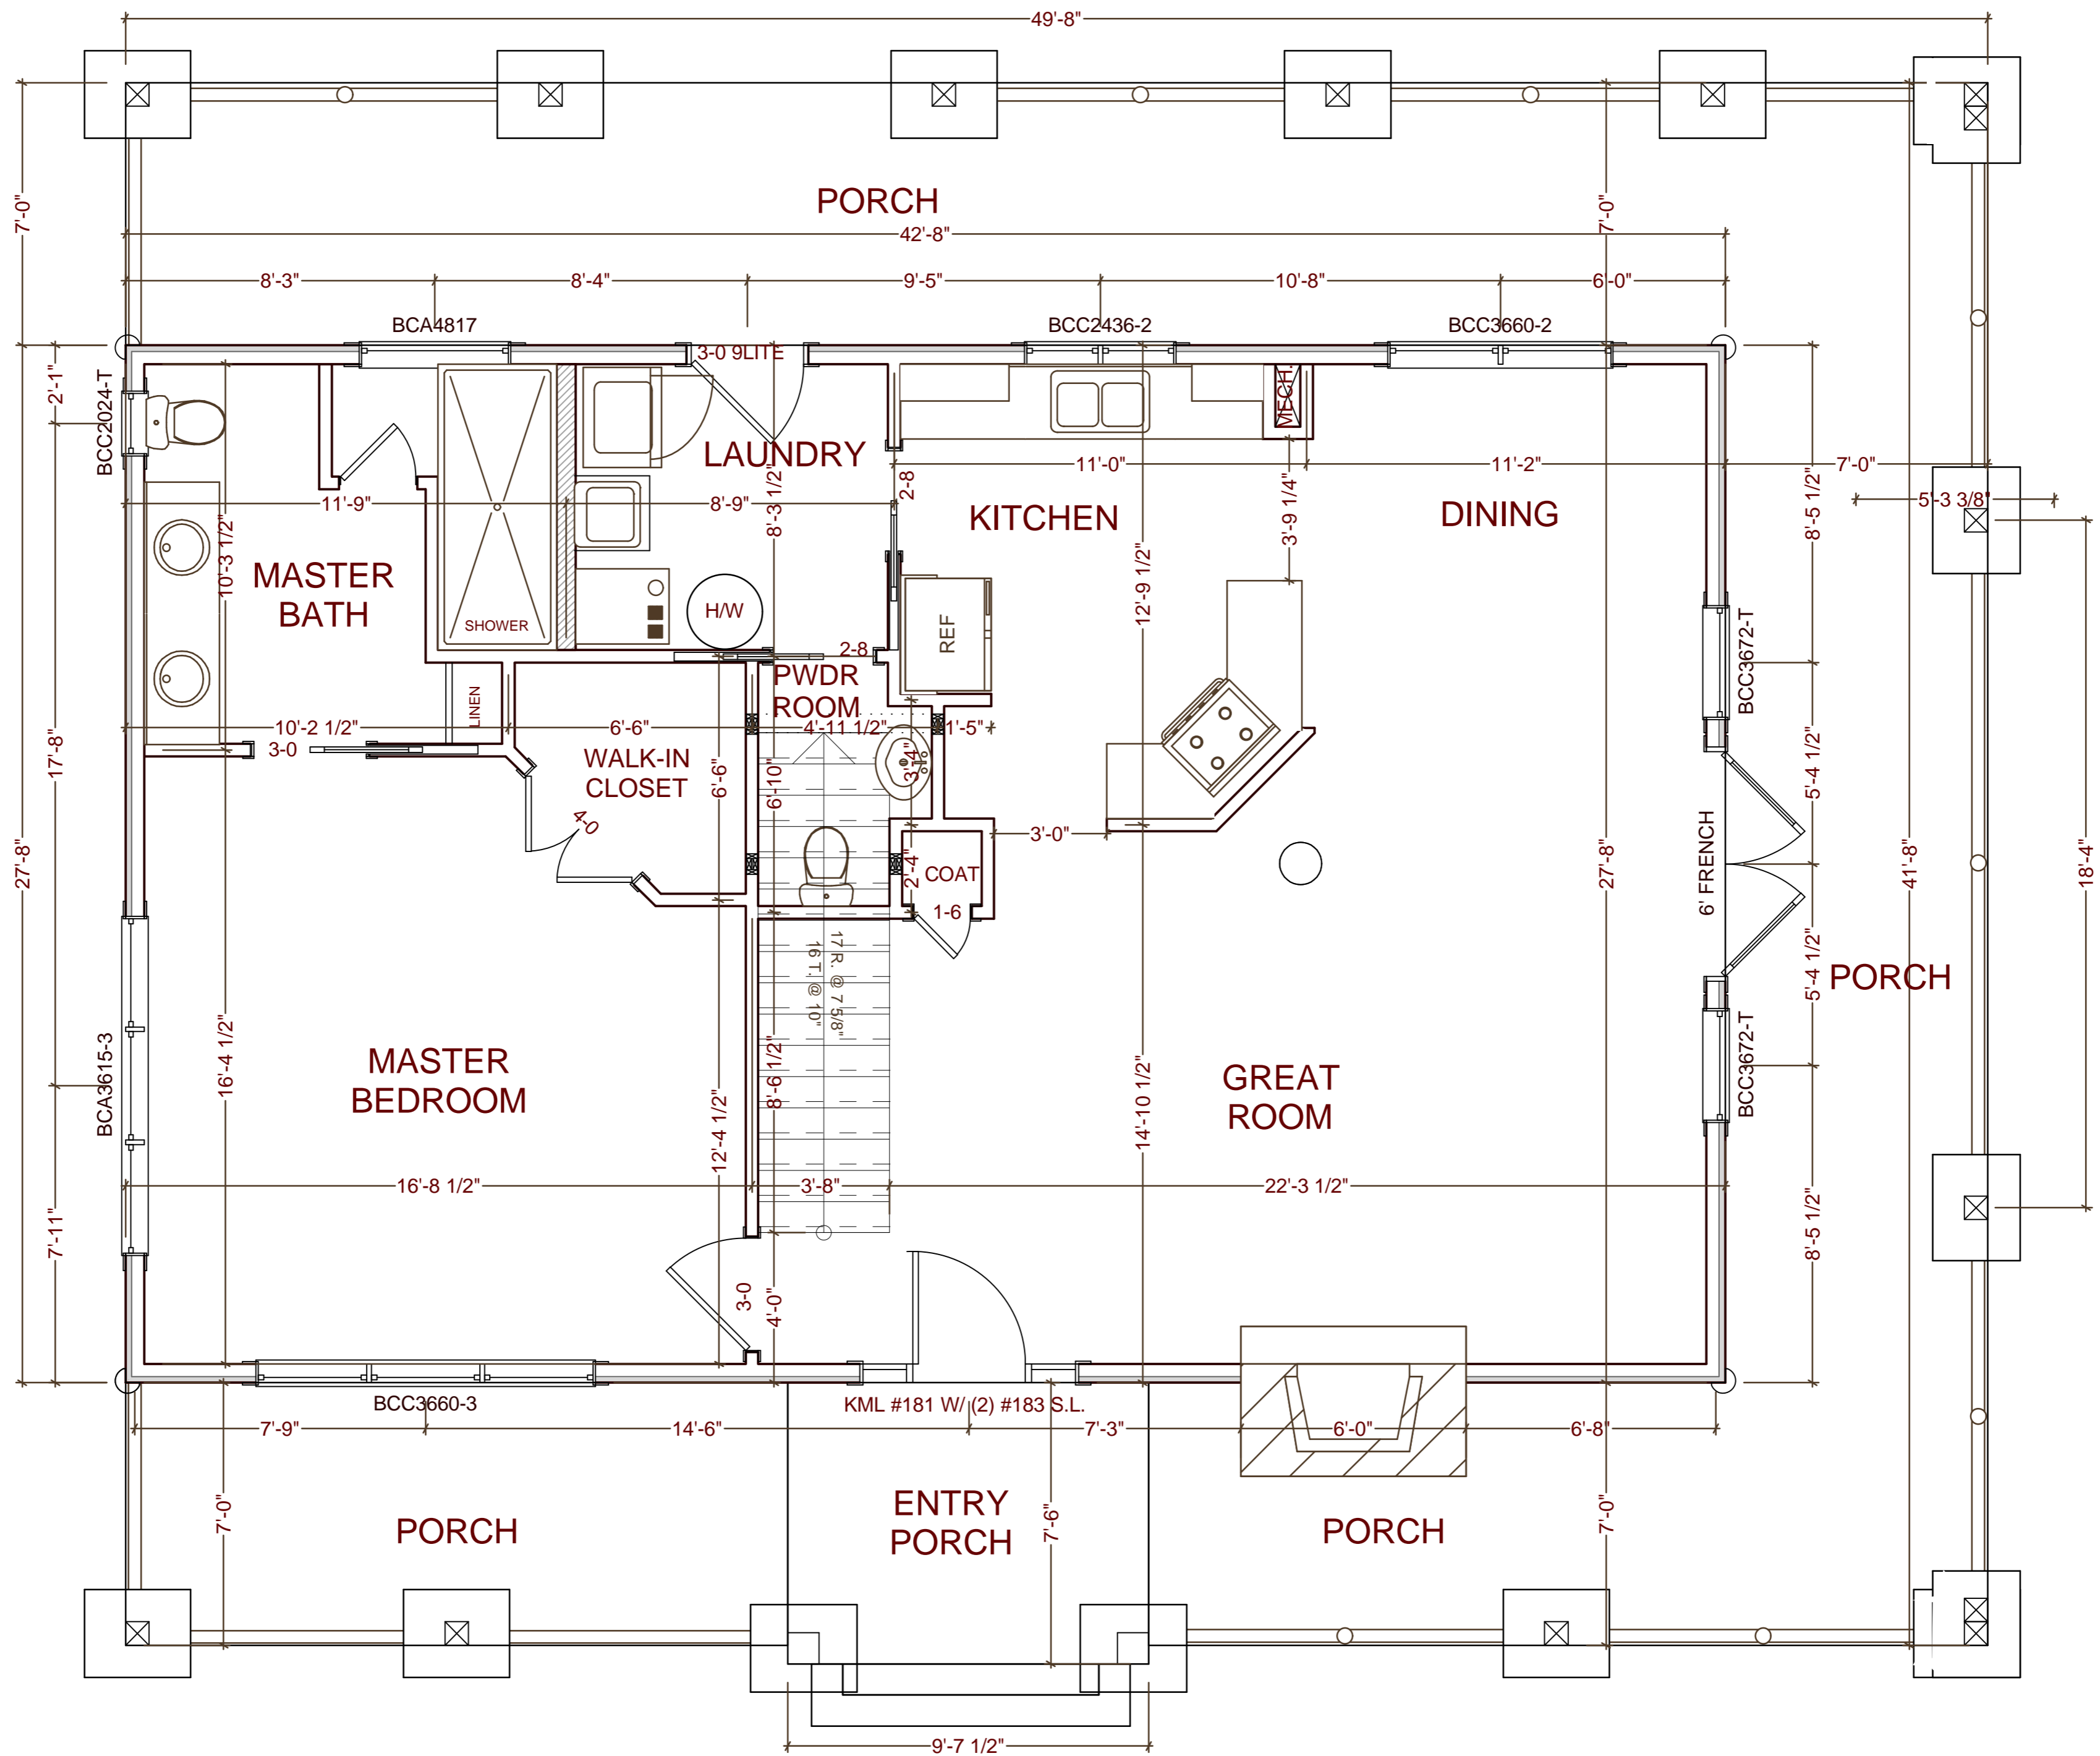 49'-8"
PORCH
7'-0"
7'-0"
42'-8"
8'-3"
8'-4"
9'-5"
10'-8"
6'-0"
BCA4817
BCC2436-2
BCC3660-2
3-0 9LITE
2'-1"
BCC2024-T
MECH.
LAUNDRY
11'-0"
11'-2"
7'-0"
2-8
11'-9"
8'-9"
8'-3 1/2"
KITCHEN
DINING
3'-9 1/4"
5'-3 3/8"
8'-5 1/2"
10'-3 1/2"
MASTER
BATH
12'-9 1/2"
SHOWER
H/W
REF
2-8
BCC3672-T
PWDR
ROOM
LINEN
10'-2 1/2"
6'-6"
4'-11 1/2"
1'-5"
3-0
17'-8"
WALK-IN
CLOSET
6'-6"
6'-10"
3'-4"
5'-4 1/2"
4-0
3'-0"
27'-8"
2'-4"
COAT
1-6
27'-8"
6' FRENCH
41'-8"
18'-4"
17 R. @ 7 5/8"
16 T. @ 10"
5'-4 1/2"
PORCH
BCA3615-3
16'-4 1/2"
MASTER
BEDROOM
12'-4 1/2"
8'-6 1/2"
14'-10 1/2"
GREAT
ROOM
BCC3672-T
16'-8 1/2"
3'-8"
22'-3 1/2"
7'-11"
8'-5 1/2"
3-0
4'-0"
BCC3660-3
KML #181 W/ (2) #183 S.L.
7'-9"
14'-6"
7'-3"
6'-0"
6'-8"
7'-0"
PORCH
ENTRY
PORCH
7'-6"
PORCH
7'-0"
9'-7 1/2"